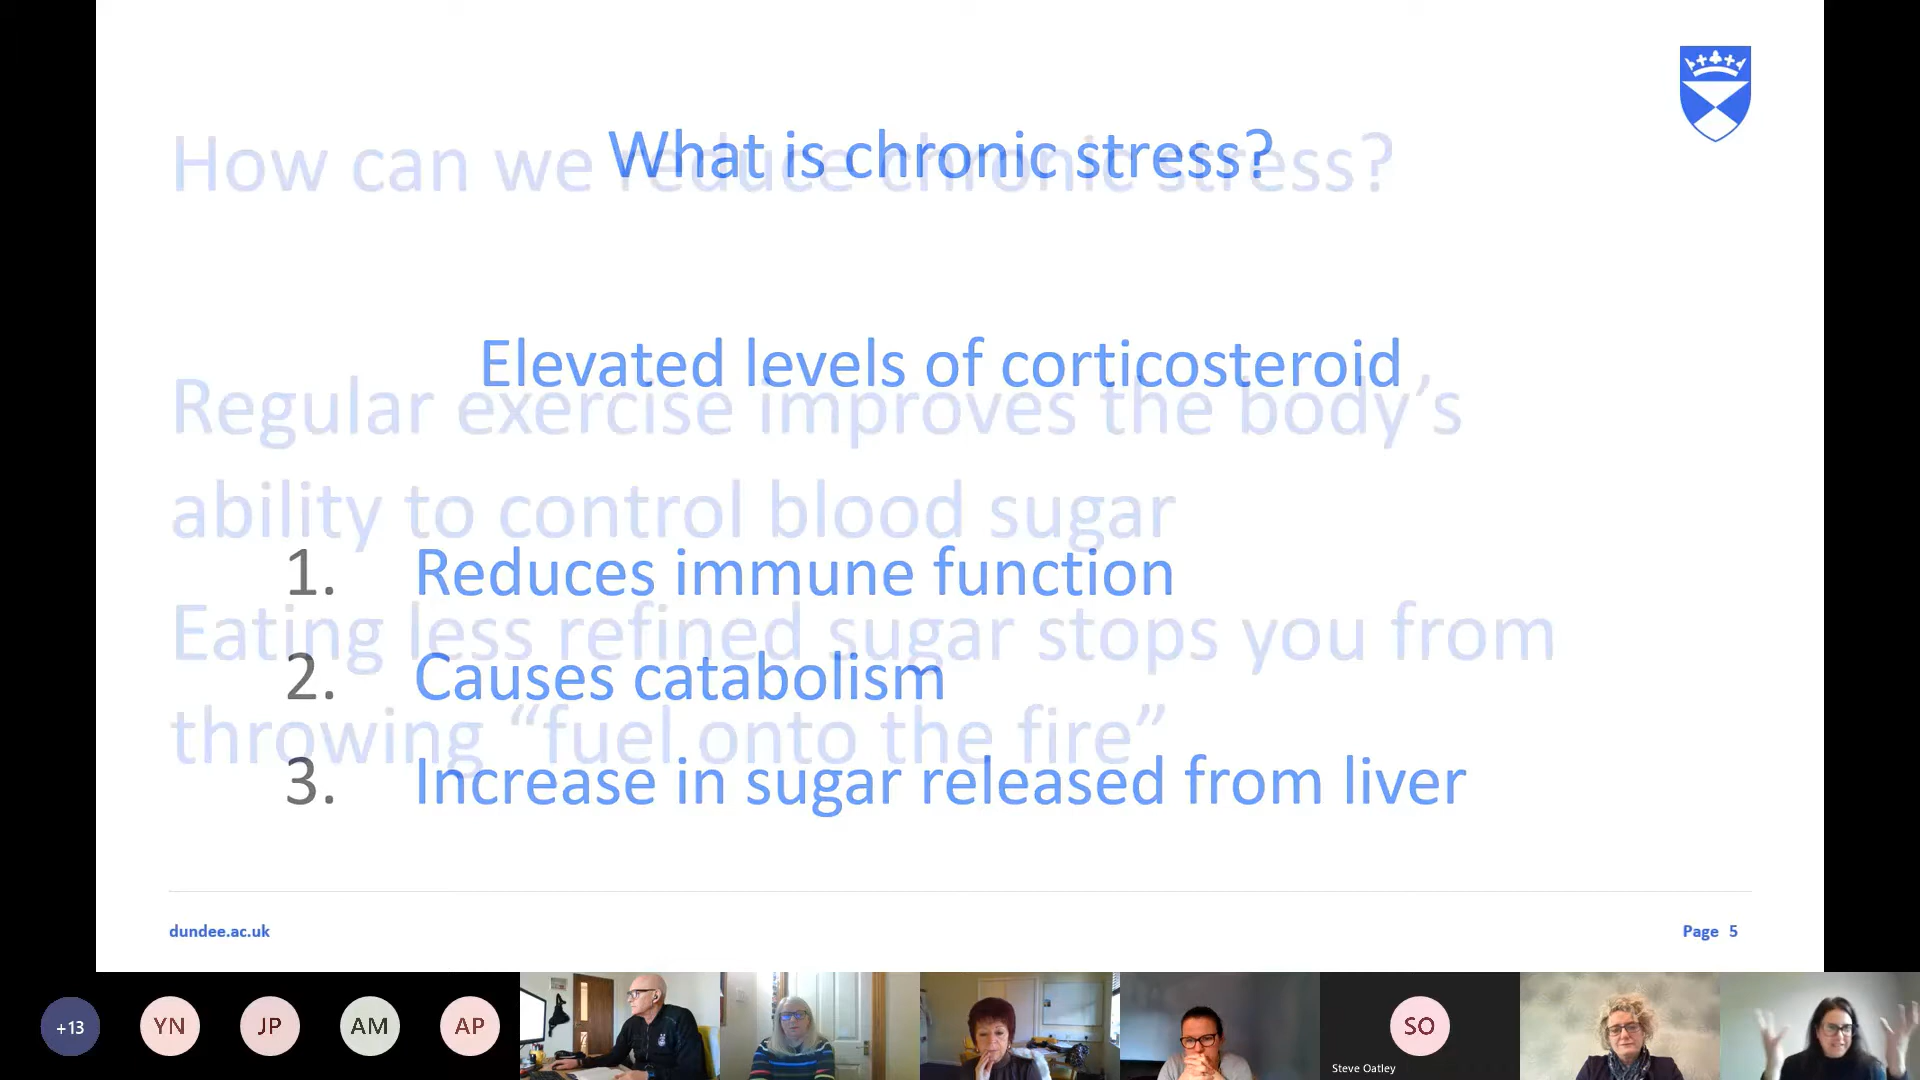 What is chronic stress?
How can we reduce chronic stress?
Elevated levels of corticosteroid
Regular exercise improves the body’s
ability to control blood sugar
1. Reduces immune function
Eating less refined sugar stops you from
2. Causes catabolism
throwing “fuel onto the fire”
3. Increase in sugar released from liver
dundee.ac.uk
Page 5
+13
YN
JP
AM
AP
SO
Steve Oatley